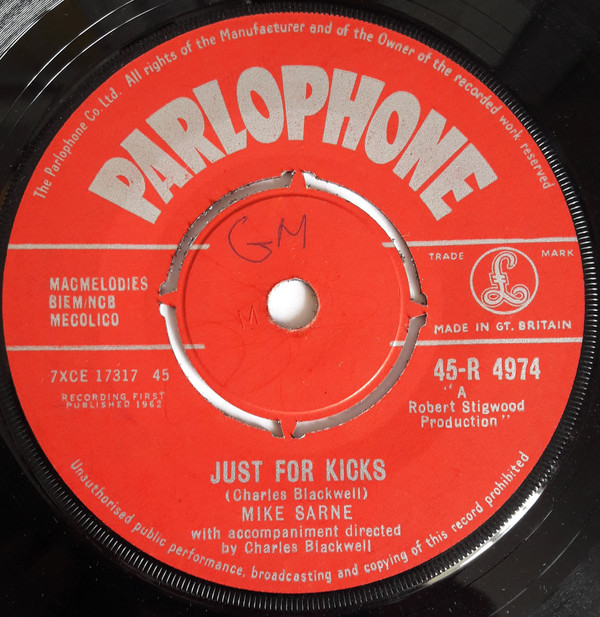 The Parlophone Co. Ltd. All rights of the Manufacturer and of the Owner of the recorded work reserved
PARLOPHONE
GM
MACMELODIES
BIEM/NCB
MECOLICO
TRADE MARK
£
MADE IN GT. BRITAIN
M
7XCE 17317 45
RECORDING FIRST
PUBLISHED 1962
45-R 4974
"A
Robert Stigwood
Production"
JUST FOR KICKS
(Charles Blackwell)
MIKE SARNE
with accompaniment directed
by Charles Blackwell
Unauthorised public performance, broadcasting and copying of this record prohibited